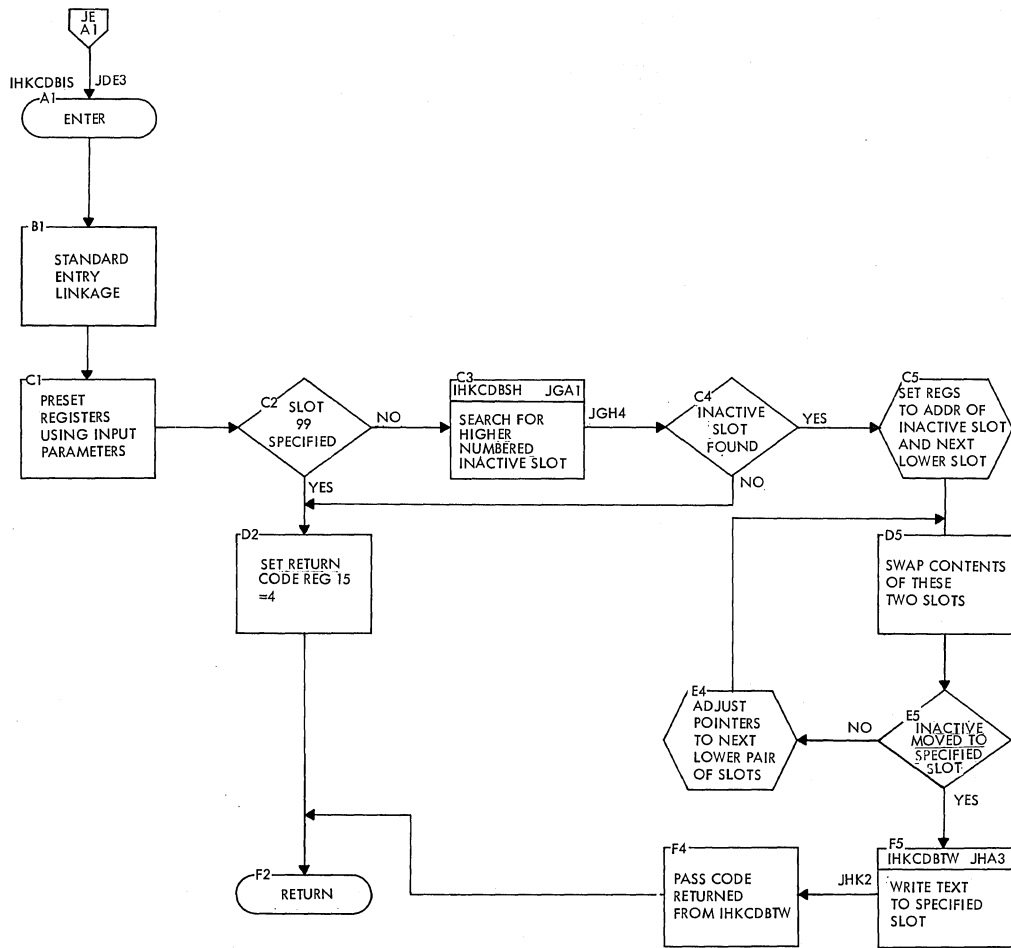 JE
A1
IHKCDBIS
JDE3
A1
ENTER
B1
STANDARD
ENTRY
LINKAGE
C1
PRESET
REGISTERS
USING INPUT
PARAMETERS
C2
SLOT
99
SPECIFIED
NO
YES
C3
IHKCDBSH JGA1
SEARCH FOR
HIGHER
NUMBERED
INACTIVE SLOT
JGH4
C4
INACTIVE
SLOT
FOUND
YES
NO
C5
SET REGS
TO ADDR OF
INACTIVE SLOT
AND NEXT
LOWER SLOT
D2
SET RETURN
CODE REG 15
=4
D5
SWAP CONTENTS
OF THESE
TWO SLOTS
E4
ADJUST
POINTERS
TO NEXT
LOWER PAIR
OF SLOTS
NO
E5
INACTIVE
MOVED TO
SPECIFIED
SLOT
YES
F2
RETURN
F4
PASS CODE
RETURNED
FROM IHKCDBTW
JHK2
F5
IHKCDBTW JHA3
WRITE TEXT
TO SPECIFIED
SLOT